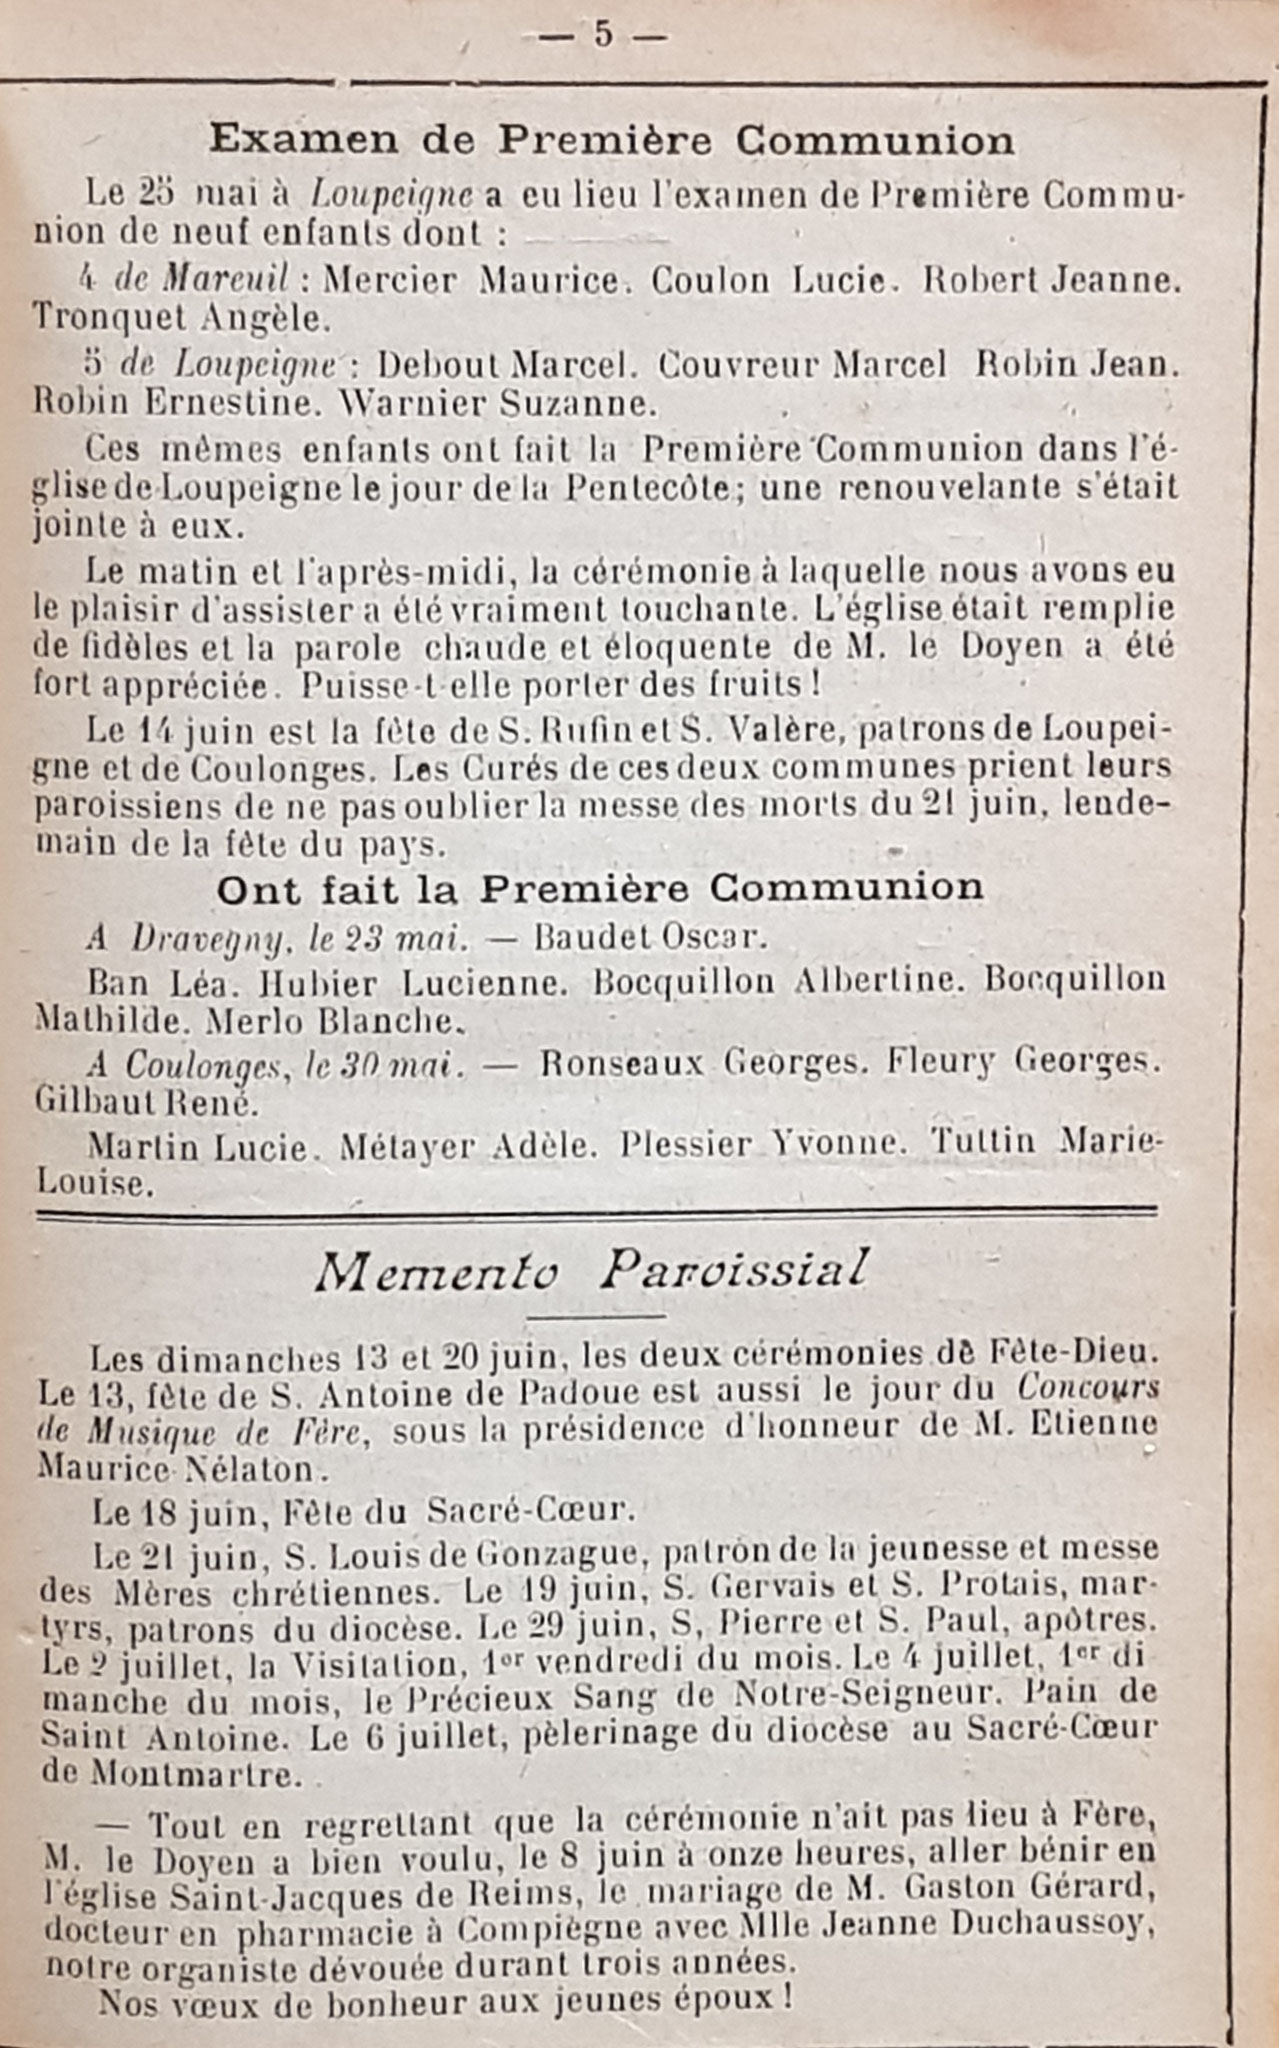 — 5 —
Examen de Première Communion
Le 25 mai à Loupeigne a eu lieu l'examen de Première Commu-
nion de neuf enfants dont :
4 de Mareuil : Mercier Maurice. Coulon Lucie. Robert Jeanne.
Tronquet Angèle.
5 de Loupeigne : Debout Marcel. Couvreur Marcel Robin Jean.
Robin Ernestine. Warnier Suzanne.
Ces mêmes enfants ont fait la Première Communion dans l'é-
glise de Loupeigne le jour de la Pentecôte; une renouvelante s'était
jointe à eux.
Le matin et l'après-midi, la cérémonie à laquelle nous avons eu
le plaisir d'assister a été vraiment touchante. L'église était remplie
de fidèles et la parole chaude et éloquente de M. le Doyen a été
fort appréciée. Puisse-t-elle porter des fruits !
Le 14 juin est la fête de S. Rufin et S. Valère, patrons de Loupei-
gne et de Coulonges. Les Curés de ces deux communes prient leurs
paroissiens de ne pas oublier la messe des morts du 21 juin, lende-
main de la fête du pays.
Ont fait la Première Communion
A Dravegny, le 23 mai. — Baudet Oscar.
Ban Léa. Hubier Lucienne. Bocquillon Albertine. Bocquillon
Mathilde. Merlo Blanche.
A Coulonges, le 30 mai. — Ronseaux Georges. Fleury Georges.
Gilbaut René.
Martin Lucie. Métayer Adèle. Plessier Yvonne. Tuttin Marie-
Louise.
Memento Paroissial
Les dimanches 13 et 20 juin, les deux cérémonies de Fête-Dieu.
Le 13, fête de S. Antoine de Padoue est aussi le jour du Concours
de Musique de Fère, sous la présidence d'honneur de M. Etienne
Maurice Nélaton.
Le 18 juin, Fête du Sacré-Cœur.
Le 21 juin, S. Louis de Gonzague, patron de la jeunesse et messe
des Mères chrétiennes. Le 19 juin, S. Gervais et S. Protais, mar-
tyrs, patrons du diocèse. Le 29 juin, S, Pierre et S. Paul, apôtres.
Le 2 juillet, la Visitation, 1er vendredi du mois. Le 4 juillet, 1er di
manche du mois, le Précieux Sang de Notre-Seigneur. Pain de
Saint Antoine. Le 6 juillet, pèlerinage du diocèse au Sacré-Cœur
de Montmartre.
— Tout en regrettant que la cérémonie n'ait pas lieu à Fère,
M. le Doyen a bien voulu, le 8 juin à onze heures, aller bénir en
l'église Saint-Jacques de Reims, le mariage de M. Gaston Gérard,
docteur en pharmacie à Compiègne avec Mlle Jeanne Duchaussoy,
notre organiste dévouée durant trois années.
Nos vœux de bonheur aux jeunes époux !